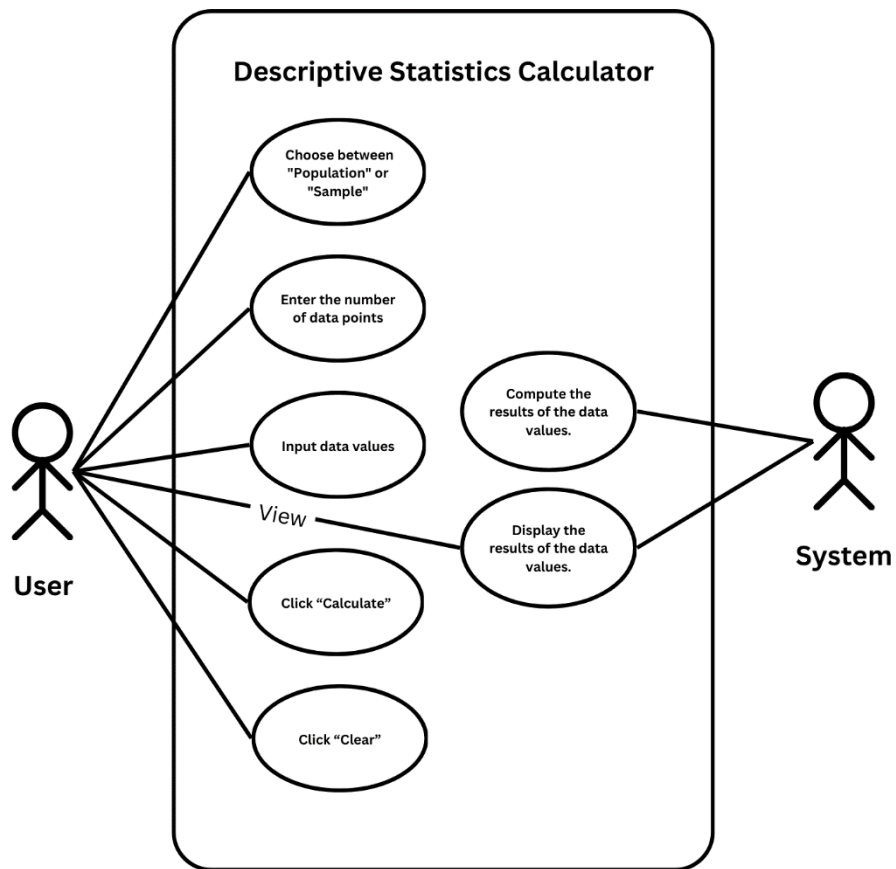 Descriptive Statistics Calculator
Choose between
"Population" or
"Sample"
Enter the number
of data points
Input data values
View
Click “Calculate”
Click “Clear”
Compute the
results of the data
values.
Display the
results of the data
values.
User
System